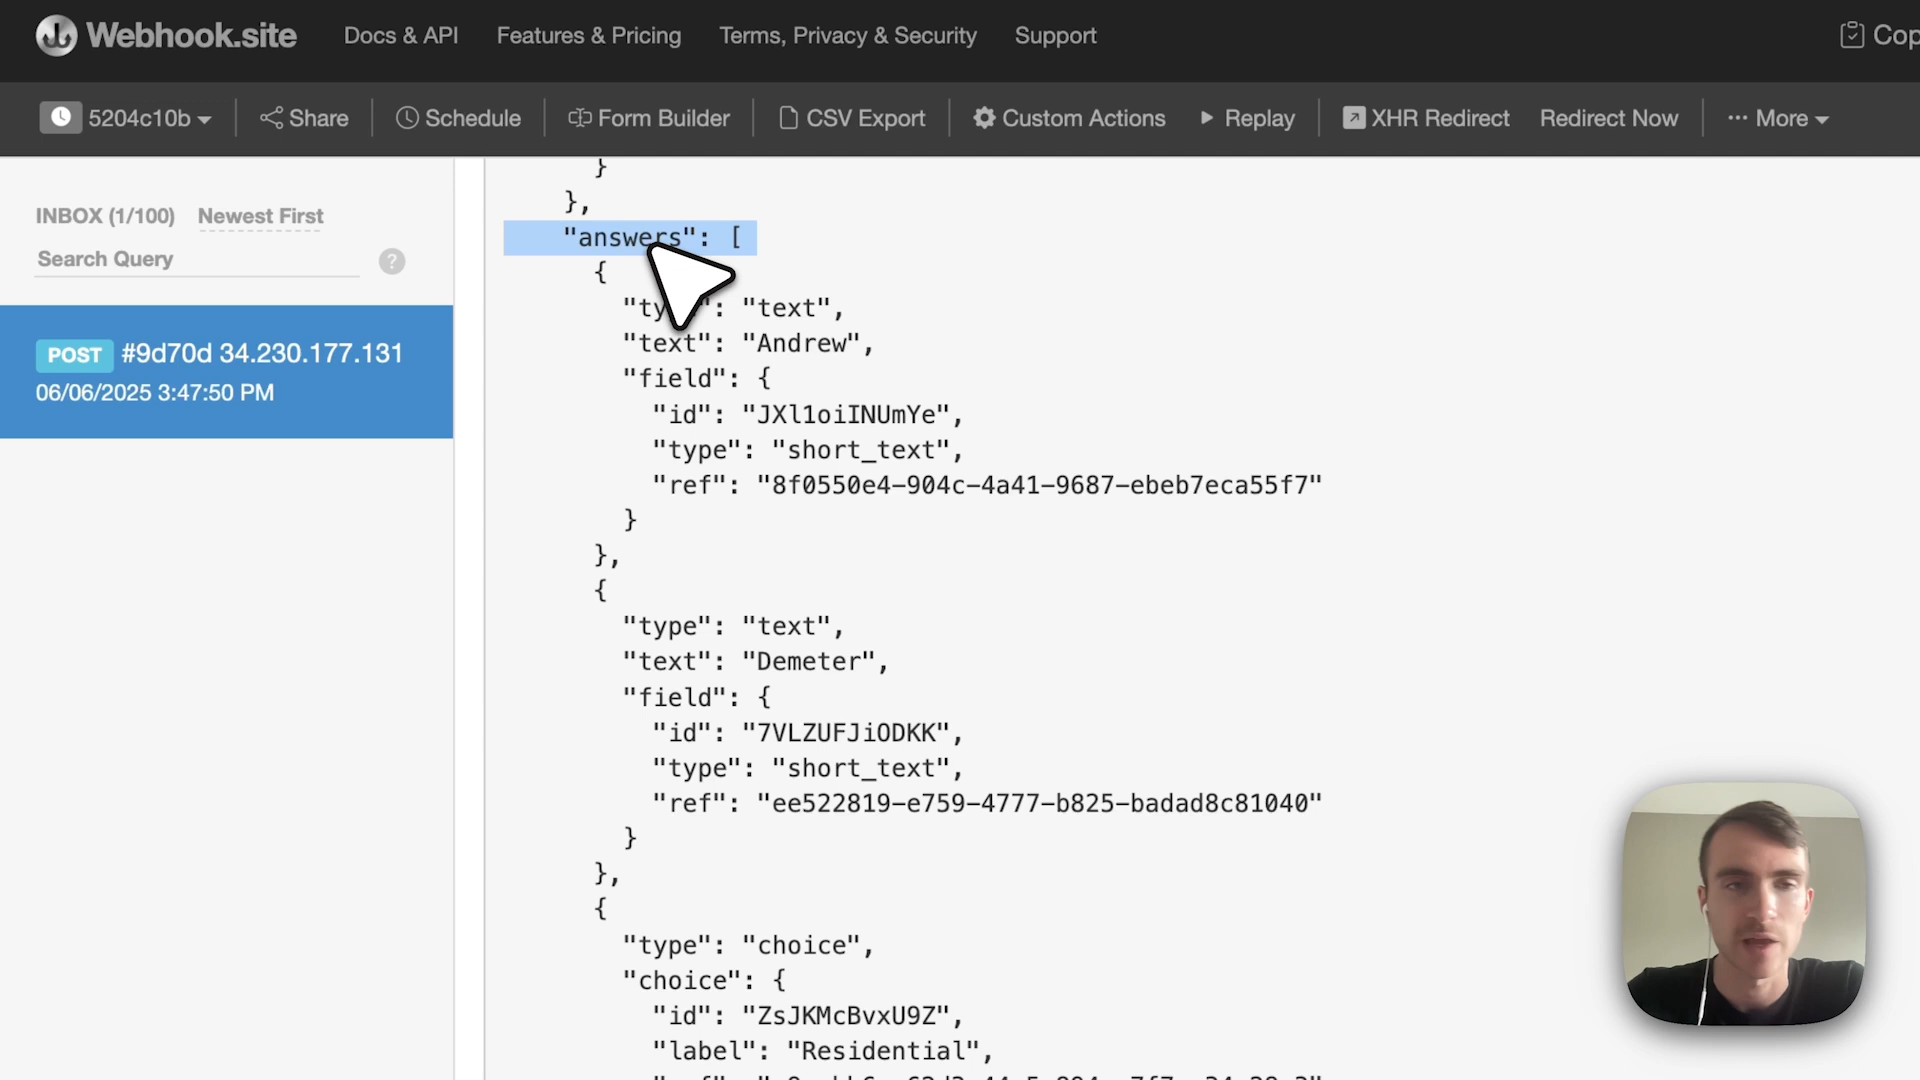 Webhook.site Docs & API Features & Pricing Terms, Privacy & Security Support Cop
5204c10b Share Schedule Form Builder CSV Export Custom Actions Replay XHR Redirect Redirect Now More
INBOX (1/100) Newest First
Search Query ?
POST #9d70d 34.230.177.131
06/06/2025 3:47:50 PM
}
},
"answers": [
{
": "text",
"text": "Andrew",
"field": {
"id": "JXl1oiINUmYe",
"type": "short_text",
"ref": "8f0550e4-904c-4a41-9687-ebeb7eca55f7"
}
},
{
"type": "text",
"text": "Demeter",
"field": {
"id": "7VLZUFJiODKK",
"type": "short_text",
"ref": "ee522819-e759-4777-b825-badad8c81040"
}
},
{
"type": "choice",
"choice": {
"id": "ZsJKMcBvxU9Z",
"label": "Residential",